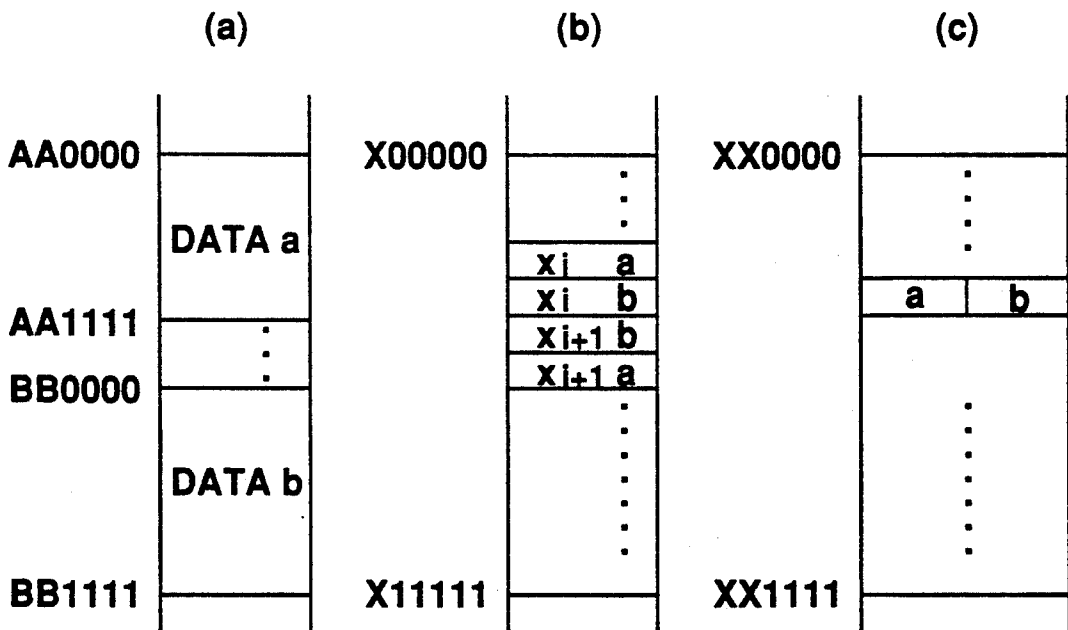 (a) (b) (c)
AA0000 X00000 XX0000
DATA a
xi a
xi b a b
AA1111
xi+1 b
BB0000
xi+1 a
DATA b
BB1111 X11111 XX1111